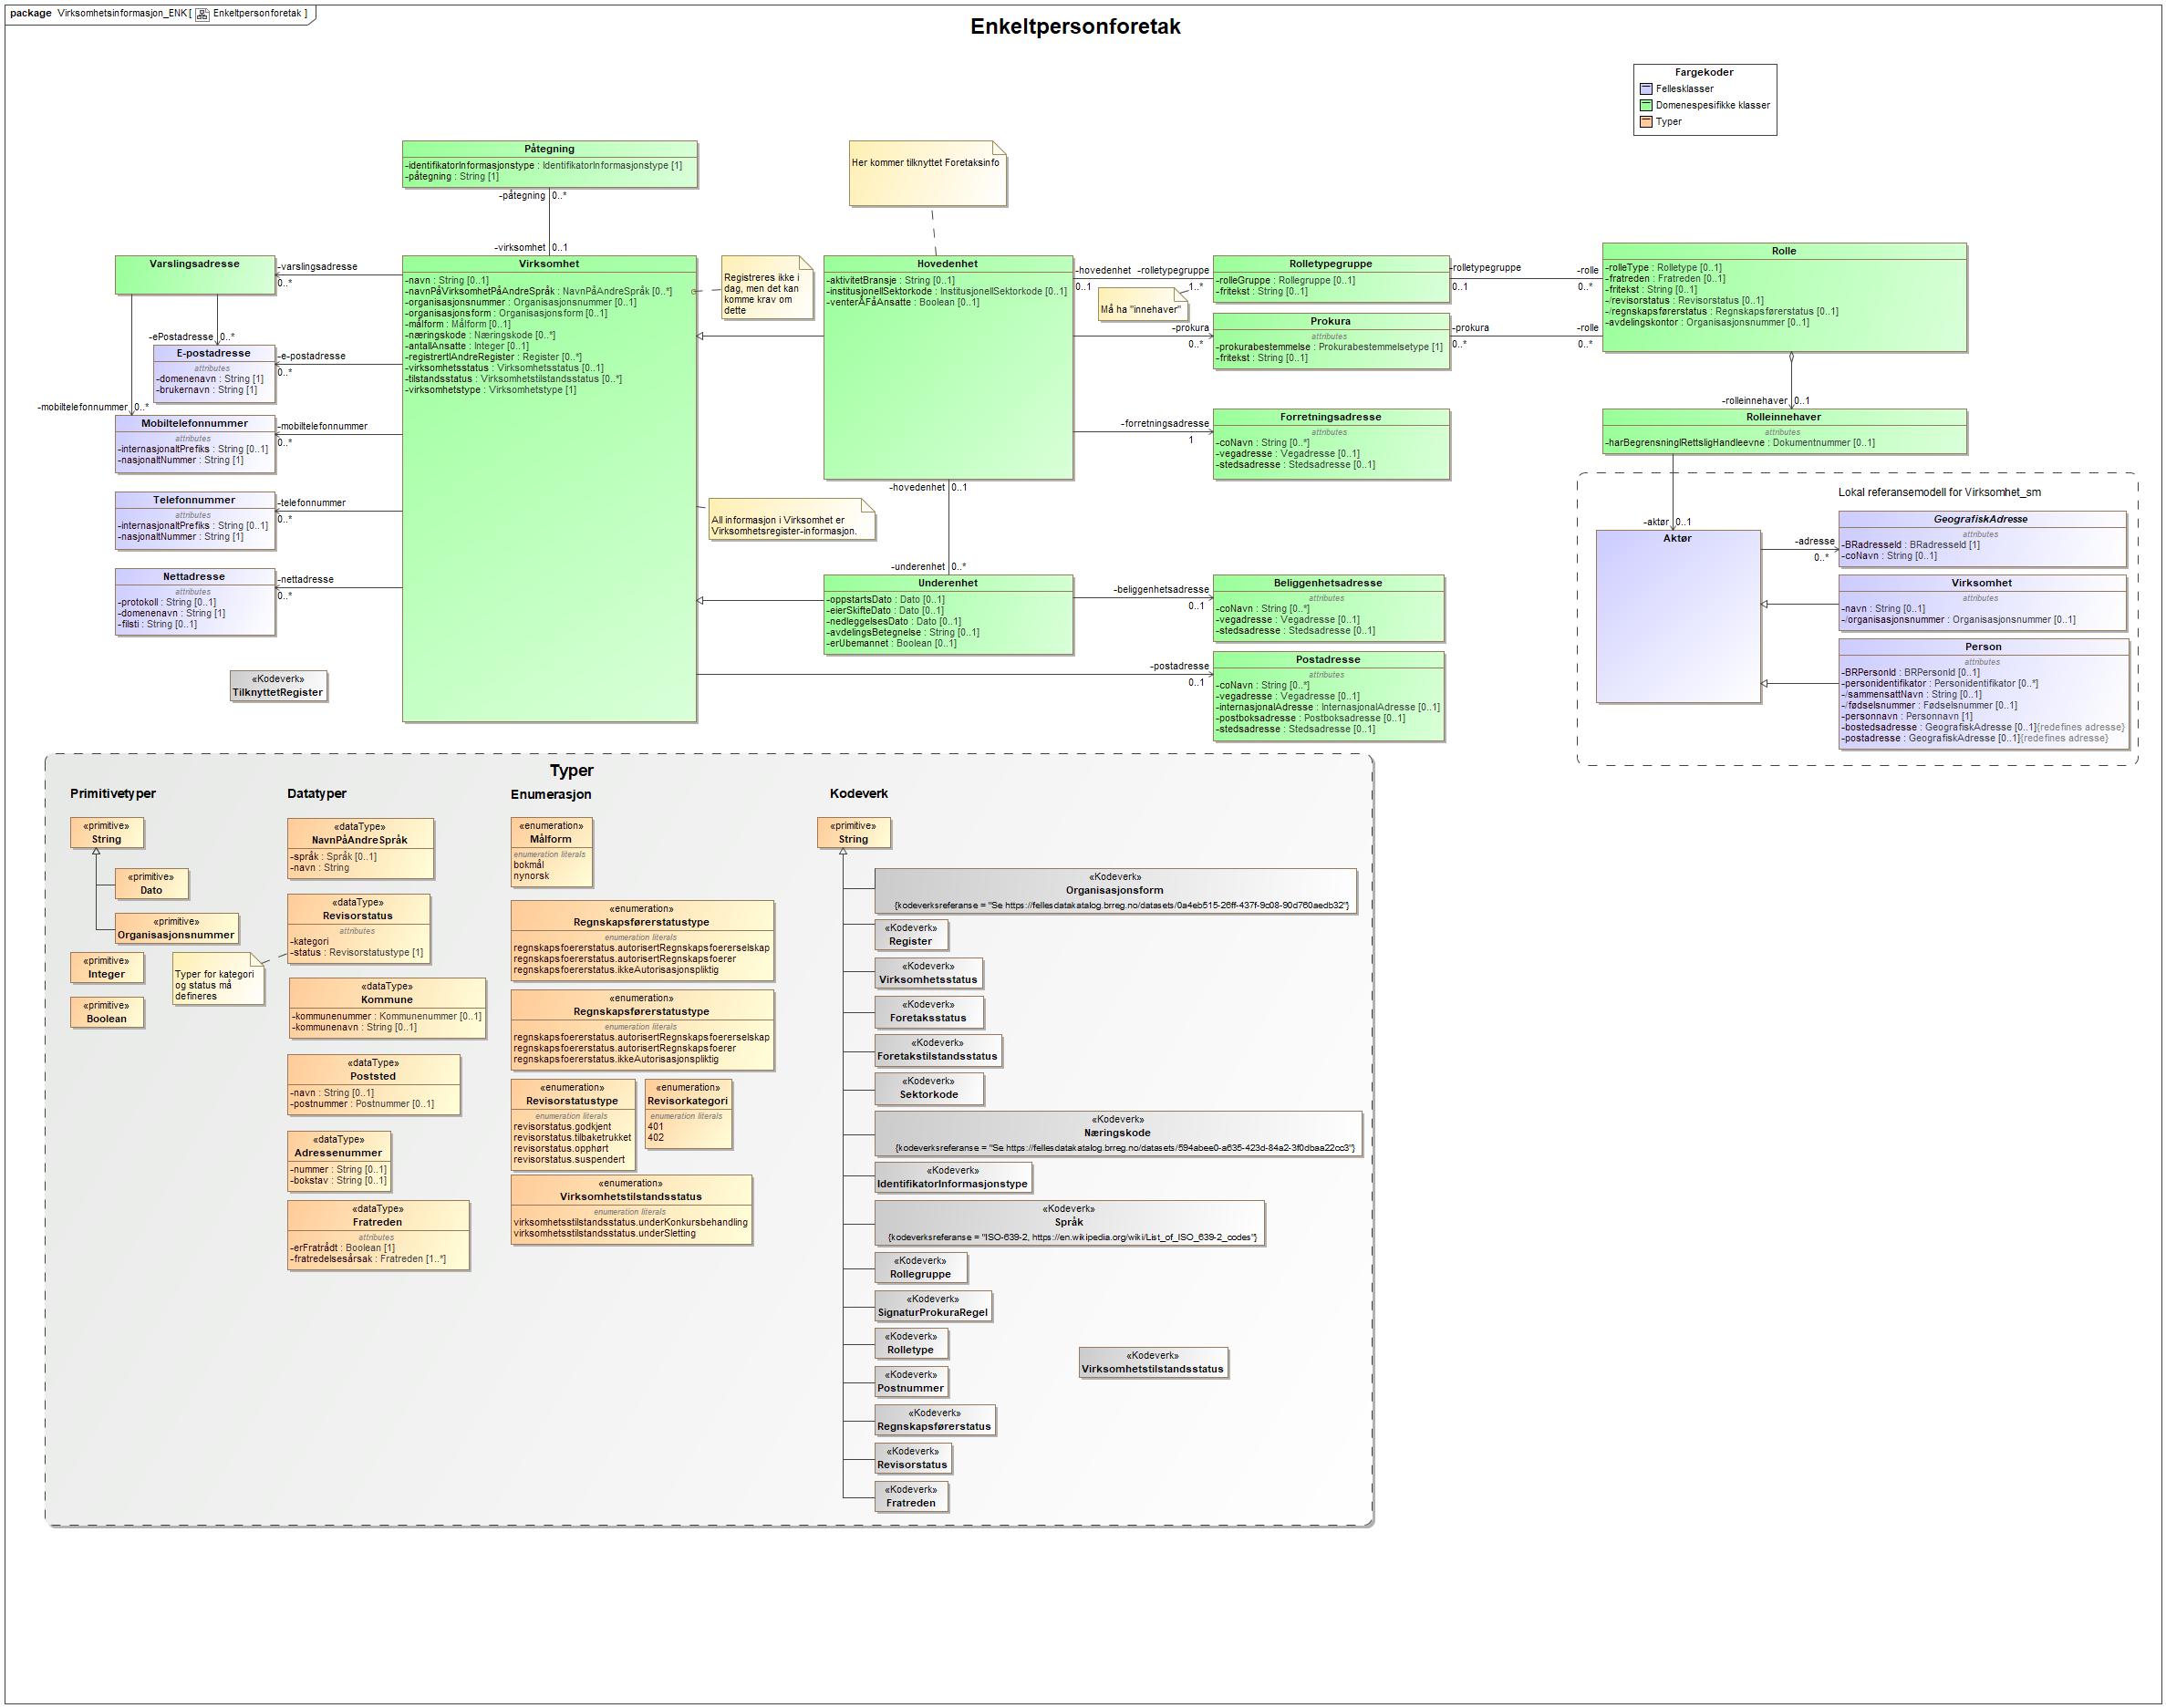 package Virksomhetsinformasjon_ENK [ Enkeltpersonforetak ]
Enkeltpersonforetak
Fargekoder
Fellesklasser
Domenespesifikke klasser
Typer
Påtegning
-identifikatorInformasjonstype : IdentifikatorInformasjonstype [1]
-påtegning : String [1]
-påtegning 0..*
-virksomhet 0..1
Her kommer tilknyttet Foretaksinfo
Varslingsadresse
-varslingsadresse
0..*
-ePostadresse 0..*
-mobiltelefonnummer 0..*
E-postadresse
attributes
-domenenavn : String [1]
-brukernavn : String [1]
-e-postadresse
0..*
Mobiltelefonnummer
attributes
-internasjonaltPrefiks : String [0..1]
-nasjonaltNummer : String [1]
-mobiltelefonnummer
0..*
Telefonnummer
attributes
-internasjonaltPrefiks : String [0..1]
-nasjonaltNummer : String [1]
-telefonnummer
0..*
Nettadresse
attributes
-protokoll : String [0..1]
-domenenavn : String [1]
-filsti : String [0..1]
-nettadresse
0..*
«Kodeverk»
TilknyttetRegister
Virksomhet
-navn : String [0..1]
-navnPåVirksomhetPåAndreSpråk : NavnPåAndreSpråk [0..*]
-organisasjonsnummer : Organisasjonsnummer [0..1]
-organisasjonsform : Organisasjonsform [0..1]
-målform : Målform [0..1]
-næringskode : Næringskode [0..*]
-antallAnsatte : Integer [0..1]
-registrertIAndreRegister : Register [0..*]
-virksomhetsstatus : Virksomhetsstatus [0..1]
-tilstandsstatus : Virksomhetstilstandsstatus [0..*]
-virksomhetstype : Virksomhetstype [1]
Registreres ikke i
dag, men det kan
komme krav om
dette
All informasjon i Virksomhet er
Virksomhetsregister-informasjon.
Hovedenhet
-aktivitetBransje : String [0..1]
-institusjonellSektorkode : InstitusjonellSektorkode [0..1]
-venterÅFåAnsatte : Boolean [0..1]
-hovedenhet -rolletypegruppe
0..1 1..*
Må ha "innehaver"
-prokura
0..*
-forretningsadresse
1
-hovedenhet 0..1
-underenhet 0..*
Underenhet
-oppstartsDato : Dato [0..1]
-eierSkifteDato : Dato [0..1]
-nedleggelsesDato : Dato [0..1]
-avdelingsBetegnelse : String [0..1]
-erUbemannet : Boolean [0..1]
-beliggenhetsadresse
0..1
-postadresse
0..1
Rolletypegruppe
-rolleGruppe : Rollegruppe [0..1]
-fritekst : String [0..1]
-rolletypegruppe -rolle
0..1 0..*
Prokura
attributes
-prokurabestemmelse : Prokurabestemmelsetype [1]
-fritekst : String [0..1]
-prokura -rolle
0..* 0..*
Forretningsadresse
attributes
-coNavn : String [0..*]
-vegadresse : Vegadresse [0..1]
-stedsadresse : Stedsadresse [0..1]
Beliggenhetsadresse
attributes
-coNavn : String [0..*]
-vegadresse : Vegadresse [0..1]
-stedsadresse : Stedsadresse [0..1]
Postadresse
attributes
-coNavn : String [0..*]
-vegadresse : Vegadresse [0..1]
-internasjonalAdresse : InternasjonalAdresse [0..1]
-postboksadresse : Postboksadresse [0..1]
-stedsadresse : Stedsadresse [0..1]
Rolle
-rolleType : Rolletype [0..1]
-fratreden : Fratreden [0..1]
-fritekst : String [0..1]
-/revisorstatus : Revisorstatus [0..1]
-/regnskapsførerstatus : Regnskapsførerstatus [0..1]
-avdelingskontor : Organisasjonsnummer [0..1]
-rolleinnehaver 0..1
Rolleinnehaver
attributes
-harBegrensningIRettsligHandleevne : Dokumentnummer [0..1]
Lokal referansemodell for Virksomhet_sm
-aktør 0..1
Aktør
-adresse
0..*
GeografiskAdresse
attributes
-BRadresseId : BRadresseId [1]
-coNavn : String [0..1]
Virksomhet
attributes
-navn : String [0..1]
-/organisasjonsnummer : Organisasjonsnummer [0..1]
Person
attributes
-BRPersonId : BRPersonId [0..1]
-personidentifikator : Personidentifikator [0..*]
-/sammensattNavn : String [0..1]
-/fødselsnummer : Fødselsnummer [0..1]
-personnavn : Personnavn [1]
-bostedsadresse : GeografiskAdresse [0..1]{redefines adresse}
-postadresse : GeografiskAdresse [0..1]{redefines adresse}
Typer
Primitivetyper
«primitive»
String
«primitive»
Dato
«primitive»
Organisasjonsnummer
«primitive»
Integer
«primitive»
Boolean
Typer for kategori
og status må
defineres
Datatyper
«dataType»
NavnPåAndreSpråk
-språk : Språk [0..1]
-navn : String
«dataType»
Revisorstatus
attributes
-kategori
-status : Revisorstatustype [1]
«dataType»
Kommune
-kommunenummer : Kommunenummer [0..1]
-kommunenavn : String [0..1]
«dataType»
Poststed
-navn : String [0..1]
-postnummer : Postnummer [0..1]
«dataType»
Adressenummer
-nummer : String [0..1]
-bokstav : String [0..1]
«dataType»
Fratreden
attributes
-erFratrådt : Boolean [1]
-fratredelsesårsak : Fratreden [1..*]
Enumerasjon
«enumeration»
Målform
enumeration literals
bokmål
nynorsk
«enumeration»
Regnskapsførerstatustype
enumeration literals
regnskapsfoererstatus.autorisertRegnskapsfoererselskap
regnskapsfoererstatus.autorisertRegnskapsfoerer
regnskapsfoererstatus.ikkeAutorisasjonspliktig
«enumeration»
Regnskapsførerstatustype
enumeration literals
regnskapsfoererstatus.autorisertRegnskapsfoererselskap
regnskapsfoererstatus.autorisertRegnskapsfoerer
regnskapsfoererstatus.ikkeAutorisasjonspliktig
«enumeration»
Revisorstatustype
enumeration literals
revisorstatus.godkjent
revisorstatus.tilbaketrukket
revisorstatus.opphørt
revisorstatus.suspendert
«enumeration»
Revisorkategori
enumeration literals
401
402
«enumeration»
Virksomhetstilstandsstatus
enumeration literals
virksomhetsstilstandsstatus.underKonkursbehandling
virksomhetsstilstandsstatus.underSletting
Kodeverk
«primitive»
String
«Kodeverk»
Organisasjonsform
{kodeverksreferanse = "Se https://fellesdatakatalog.brreg.no/datasets/0a4eb515-26ff-437f-9c08-90d760aedb32"}
«Kodeverk»
Register
«Kodeverk»
Virksomhetsstatus
«Kodeverk»
Foretaksstatus
«Kodeverk»
Foretakstilstandsstatus
«Kodeverk»
Sektorkode
«Kodeverk»
Næringskode
{kodeverksreferanse = "Se https://fellesdatakatalog.brreg.no/datasets/594abee0-a635-423d-84a2-3f0dbaa22cc3"}
«Kodeverk»
IdentifikatorInformasjonstype
«Kodeverk»
Språk
{kodeverksreferanse = "ISO-639-2, https://en.wikipedia.org/wiki/List_of_ISO_639-2_codes"}
«Kodeverk»
Rollegruppe
«Kodeverk»
SignaturProkuraRegel
«Kodeverk»
Rolletype
«Kodeverk»
Virksomhetstilstandsstatus
«Kodeverk»
Postnummer
«Kodeverk»
Regnskapsførerstatus
«Kodeverk»
Revisorstatus
«Kodeverk»
Fratreden